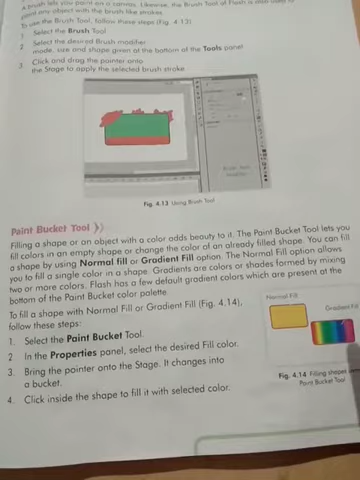 A brush lets you paint on a canvas. Likewise, the Brush Tool of Flash is also used to
paint any object with the brush like strokes.
To use the Brush Tool, follow these steps (Fig. 4.13)
1 Select the Brush Tool.
2 Select the desired Brush modifier
mode, size and shape given at the bottom of the Tools panel
3 Click and drag the pointer onto
the Stage to apply the selected brush stroke.
Brush Tool
Fig. 4.13 Using Brush Tool
Paint Bucket Tool
Filling a shape or an object with a color adds beauty to it. The Paint Bucket Tool lets you
fill colors in an empty shape or change the color of an already filled shape. You can fill
a shape by using Normal fill or Gradient Fill option. The Normal Fill option allows
you to fill a single color in a shape. Gradients are colors or shades formed by mixing
two or more colors. Flash has a few default gradient colors which are present at the
bottom of the Paint Bucket color palette.
To fill a shape with Normal Fill or Gradient Fill (Fig. 4.14),
follow these steps:
1. Select the Paint Bucket Tool.
2 In the Properties panel, select the desired Fill color.
3. Bring the pointer onto the Stage. It changes into
a bucket.
4. Click inside the shape to fill it with selected color.
Normal Fill
Gradient Fill
Fig. 4.14 Filling shapes
Paint Bucket Tool